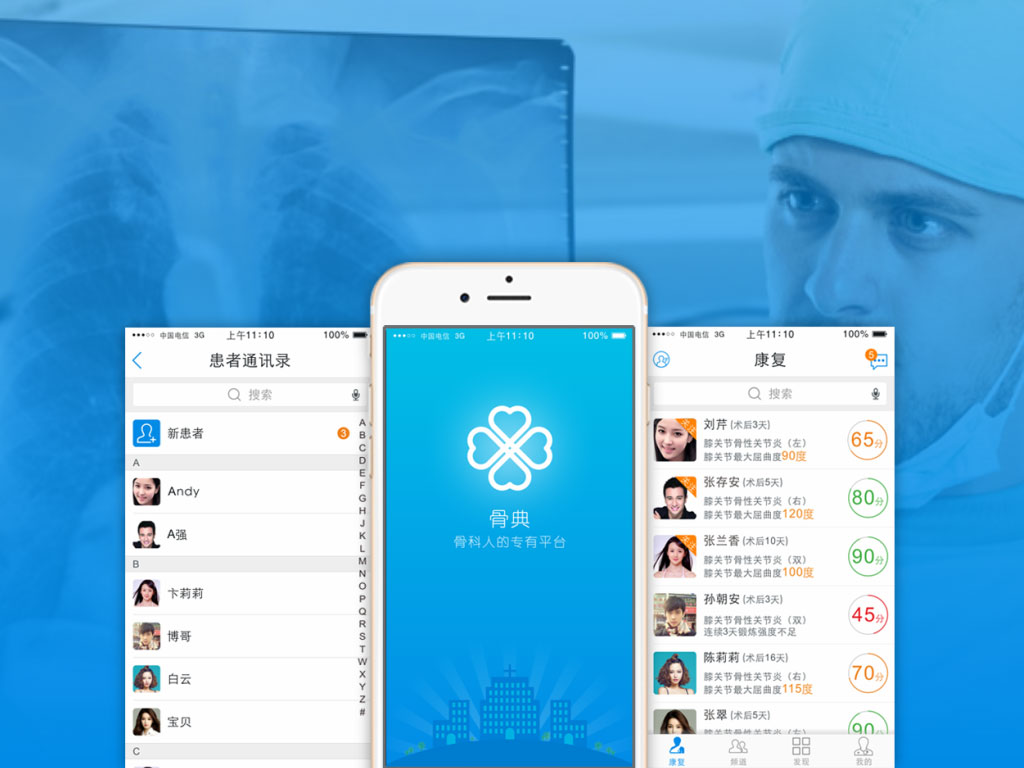 中国电信 3G 上午11:10 100%
患者通讯录
搜索
新患者 3
A
Andy
A强
B
卞莉莉
博哥
白云
宝贝
C
A
B
C
D
E
F
G
H
J
J
K
L
M
N
O
P
Q
R
S
T
W
X
Y
Z
#
中国电信 3G 上午11:10 100%
骨典
骨科人的专有平台
中国电信 3G 上午11:10 100%
康复 5
搜索
刘芹 (术后3天)
膝关节骨性关节炎（左）
膝关节最大屈曲度90度
65分
张存安 (术后5天)
膝关节骨性关节炎（右）
膝关节最大屈曲度120度
80分
张兰香 (术后10天)
膝关节骨性关节炎（双）
膝关节最大屈曲度100度
90分
孙朝安 (术后3天)
膝关节骨性关节炎（双）
连续3天锻炼强度不足
45分
陈莉莉 (术后16天)
膝关节骨性关节炎（右）
膝关节最大屈曲度115度
70分
张翠 (术后5天)
膝关节骨性关节炎（右）
90分
康复 频道 发现 我的